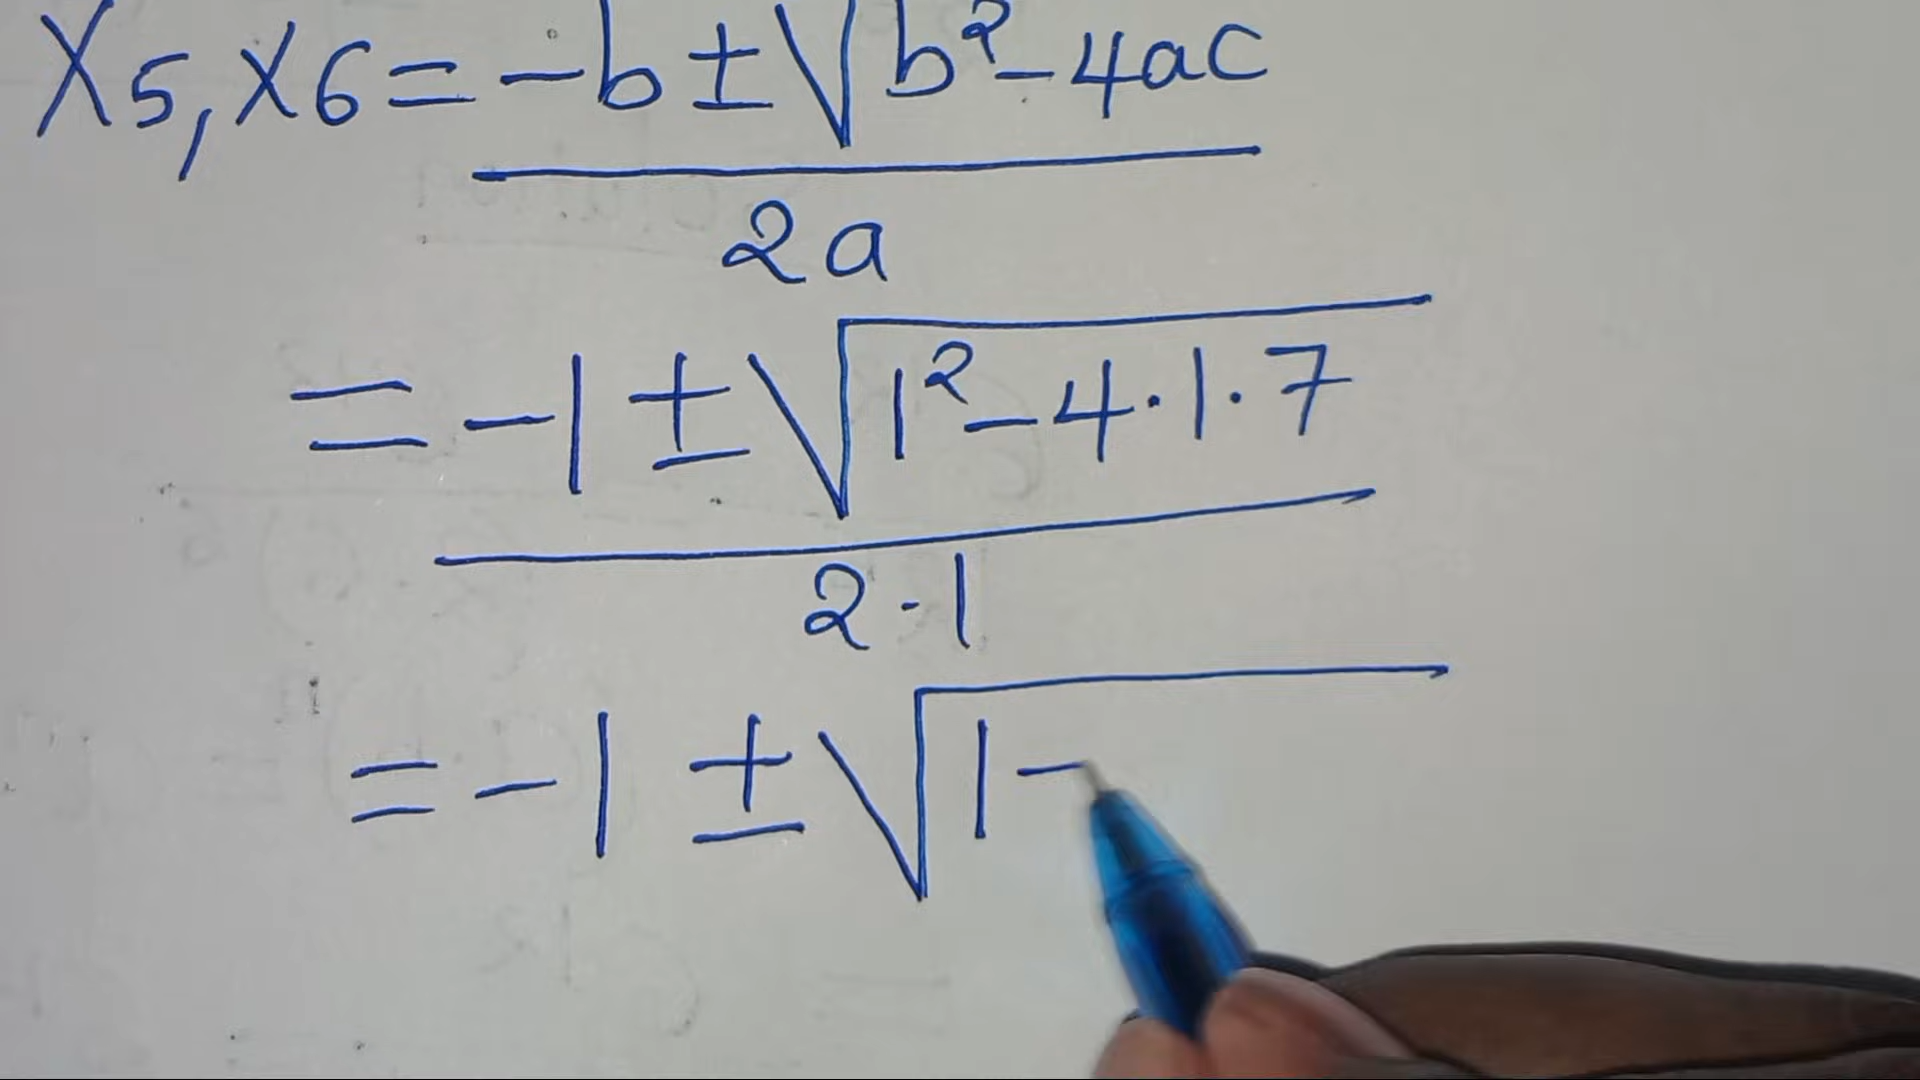 X5, X6 = -b ± √b² - 4ac
2a
= -1 ± √1² - 4·1·7
2·1
= -1 ± √1 -